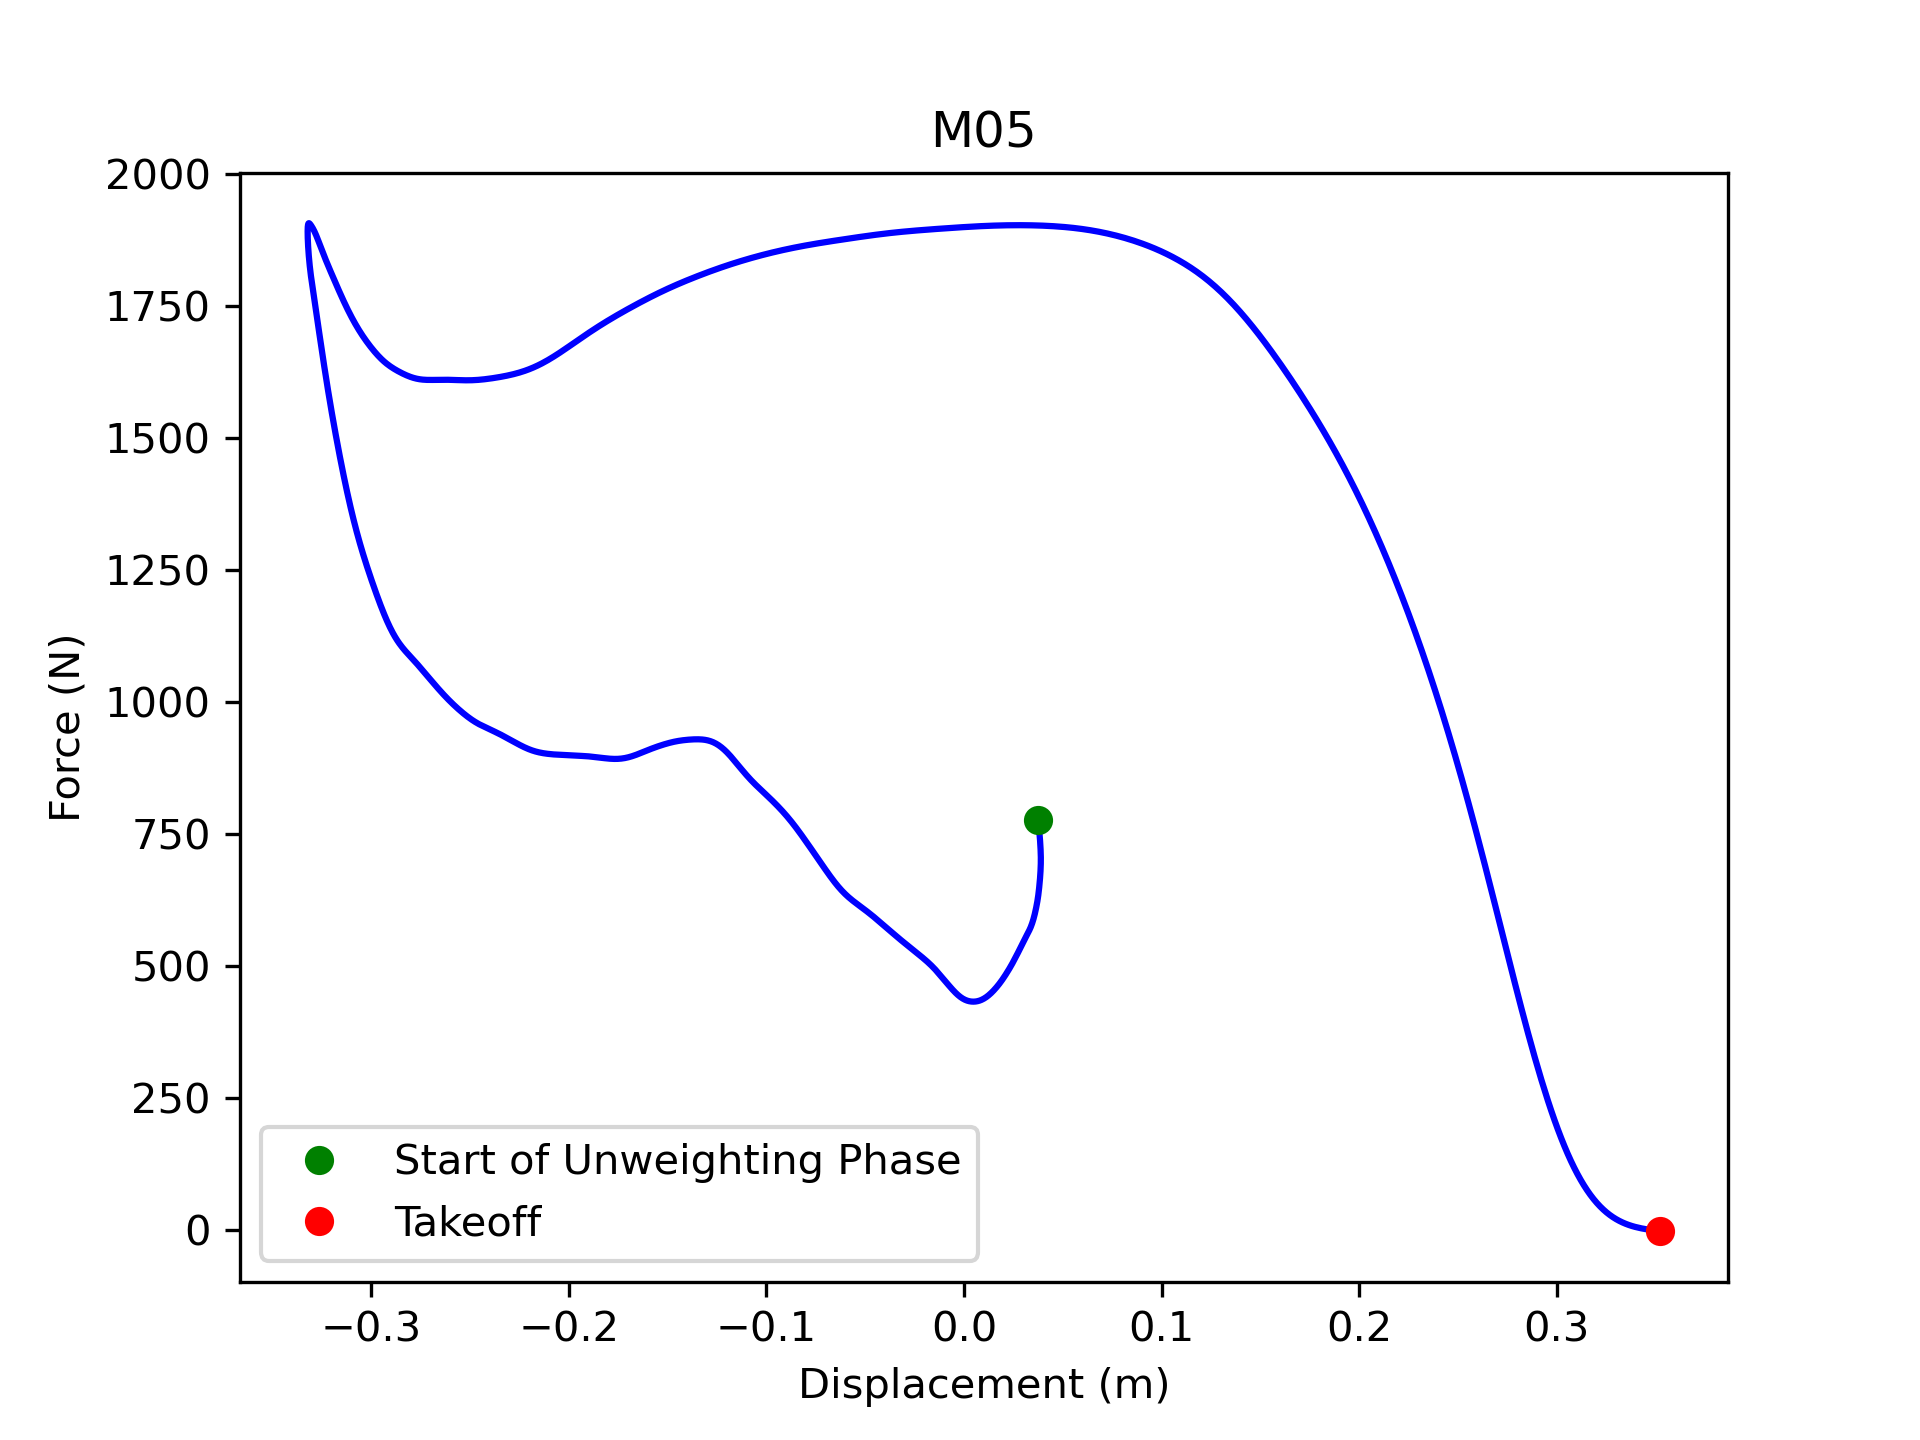 M05
2000
1750
1500
1250
1000
750
500
250
0
Force (N)
Start of Unweighting Phase
Takeoff
−0.3 −0.2 −0.1 0.0 0.1 0.2 0.3
Displacement (m)